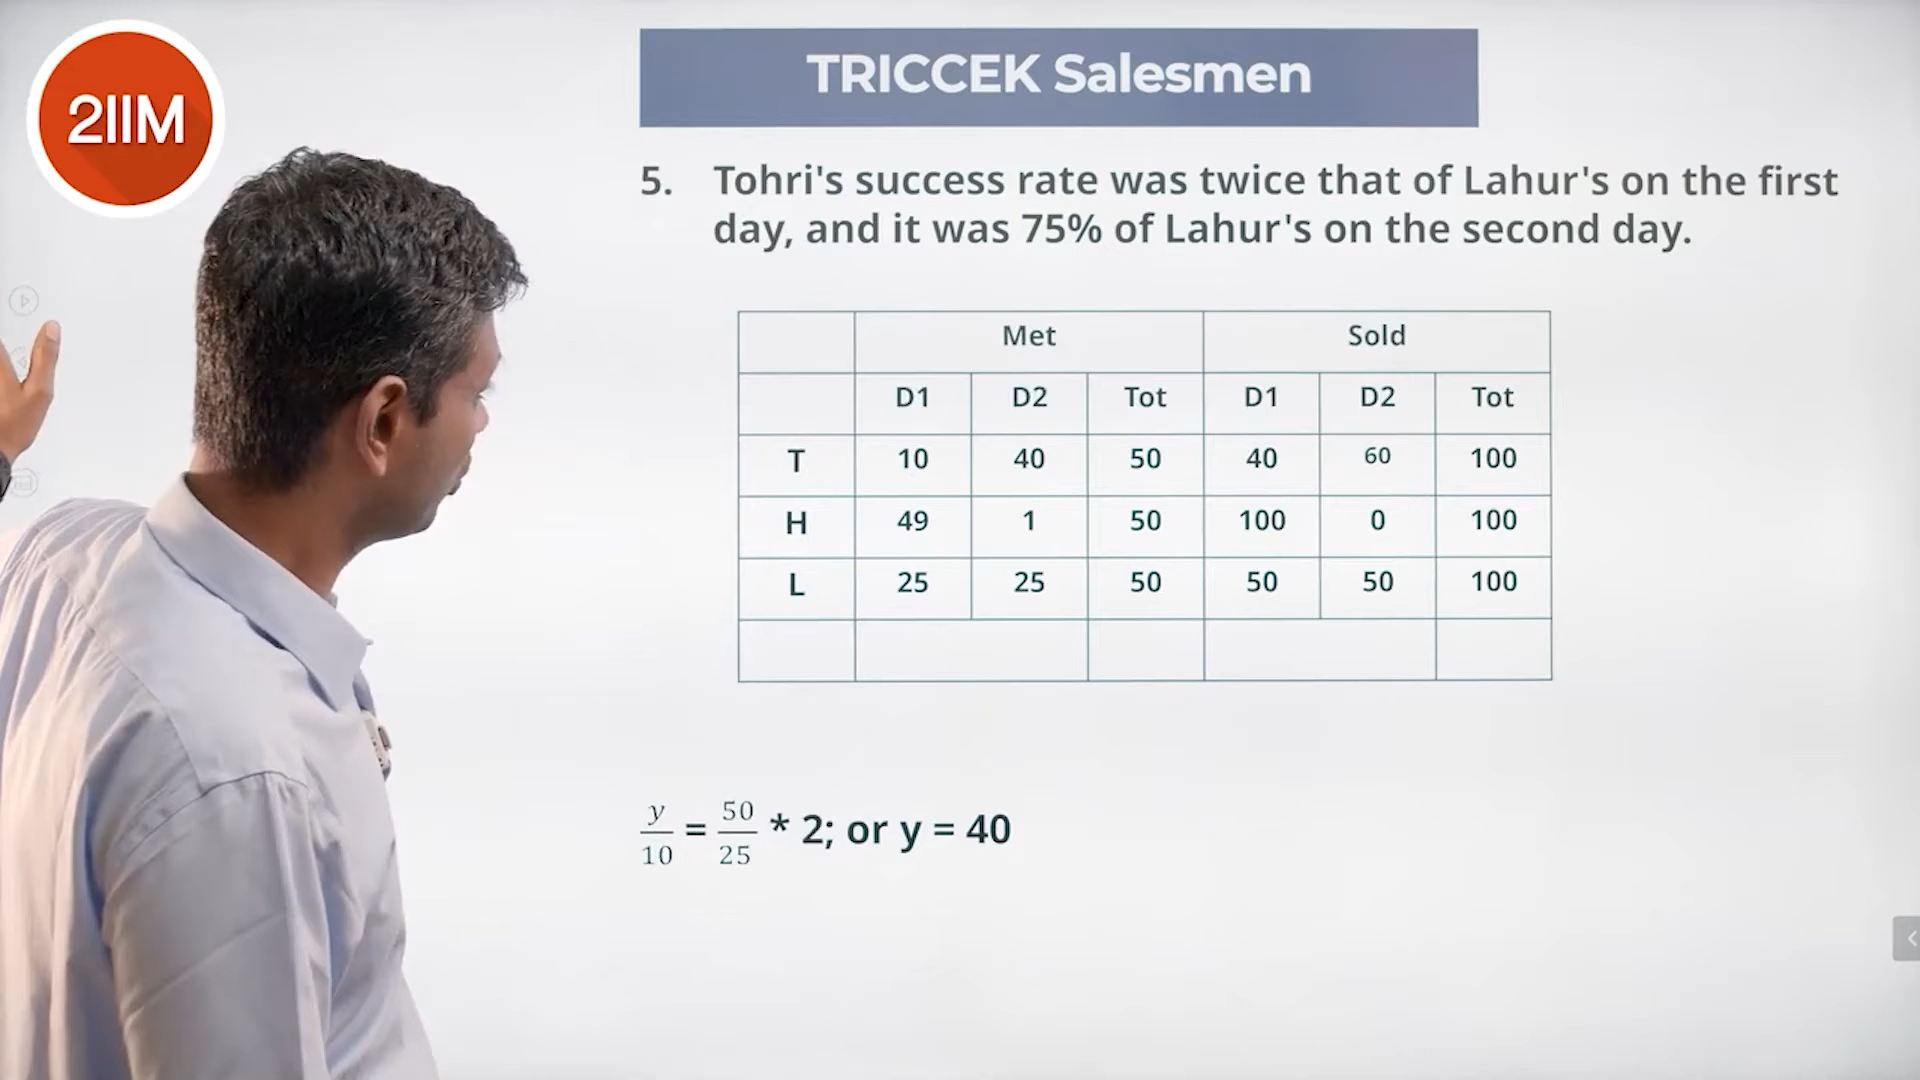 2IIM
TRICCEK Salesmen
5. Tohri's success rate was twice that of Lahur's on the first
day, and it was 75% of Lahur's on the second day.
Met Sold
D1 D2 Tot D1 D2 Tot
T 10 40 50 40 60 100
H 49 1 50 100 0 100
L 25 25 50 50 50 100
y/10 = 50/25 * 2; or y = 40